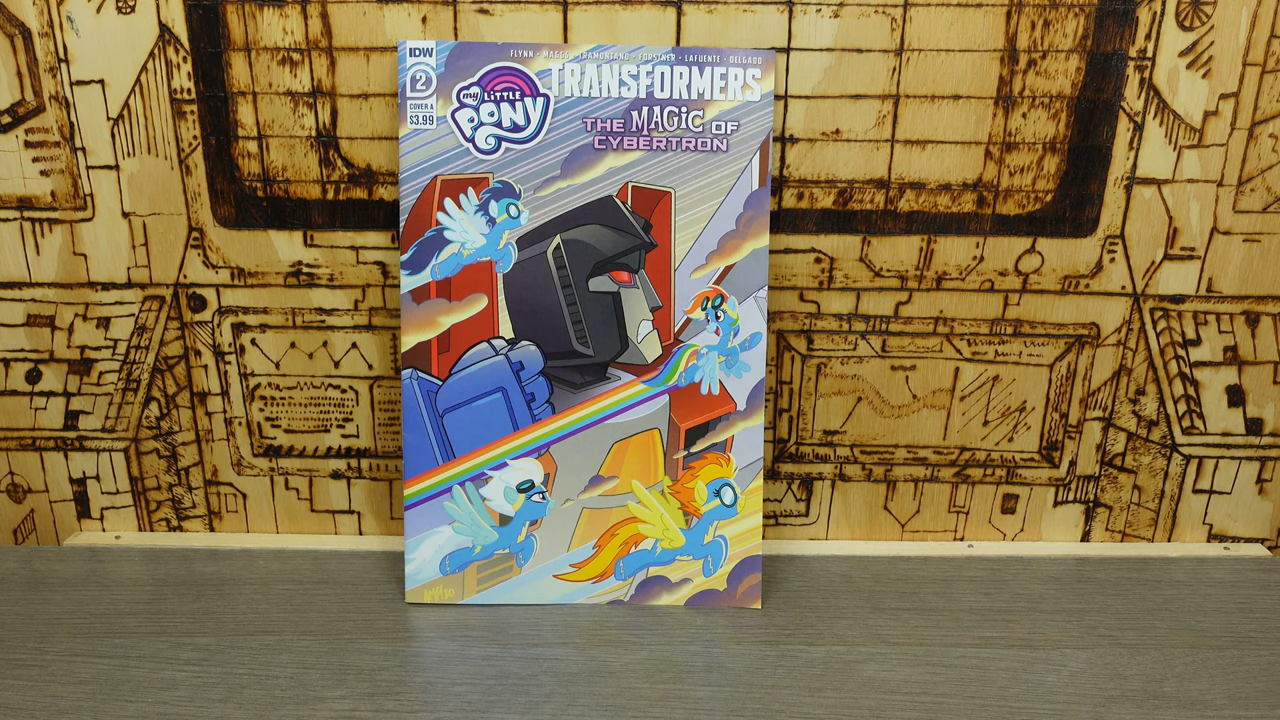 IDW
FLYNN • MAGGS • TRAMONTANO • FORSTNER • LAFUENTE • DELGADO
2
COVER A
$3.99
my LiTTLE
PONY
TRANSFORMERS
THE MAGiC OF
CYBERTRON